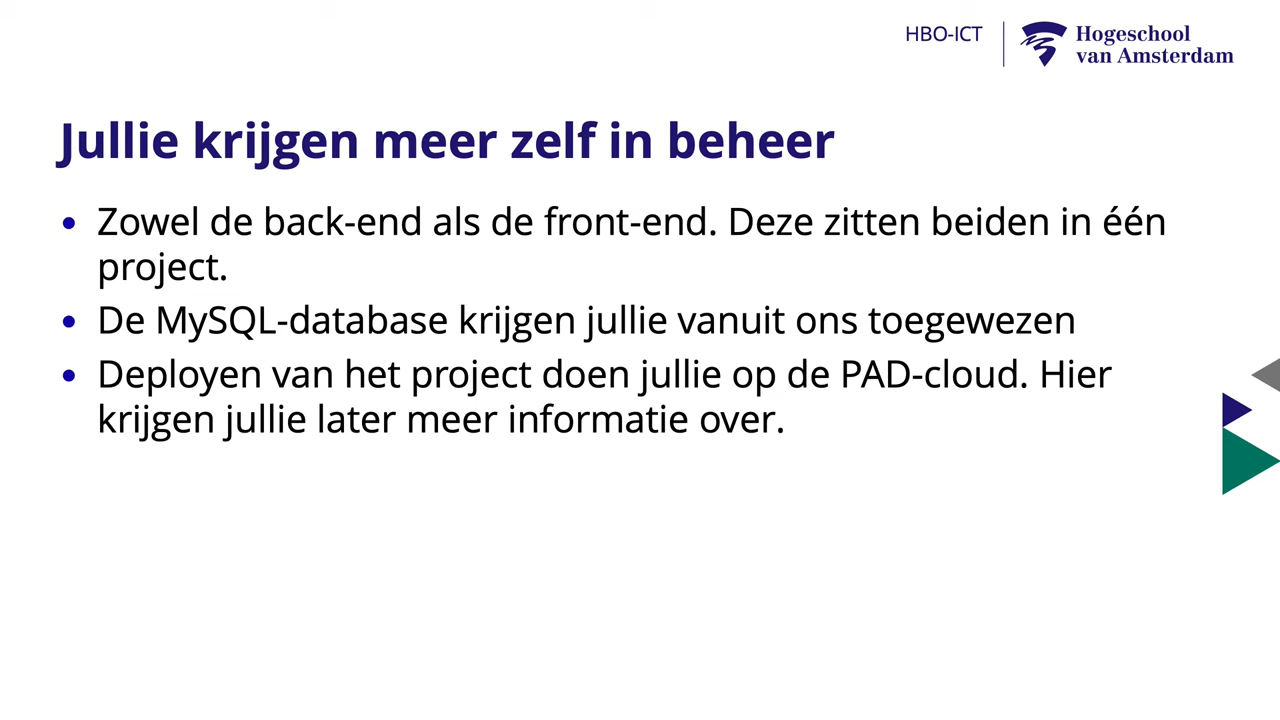 HBO-ICT
Hogeschool
van Amsterdam
Jullie krijgen meer zelf in beheer
• Zowel de back-end als de front-end. Deze zitten beiden in één
project.
• De MySQL-database krijgen jullie vanuit ons toegewezen
• Deployen van het project doen jullie op de PAD-cloud. Hier
krijgen jullie later meer informatie over.